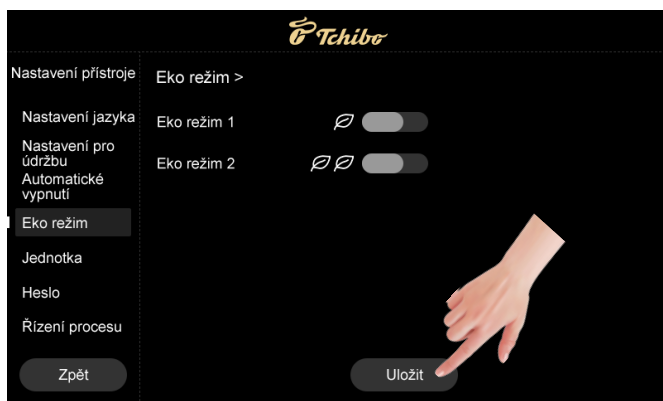 Tchibo
Nastavení přístroje
Eko režim >
Nastavení jazyka
Nastavení pro
údržbu
Automatické
vypnutí
Eko režim
Jednotka
Heslo
Řízení procesu
Zpět
Eko režim 1
Eko režim 2
Uložit